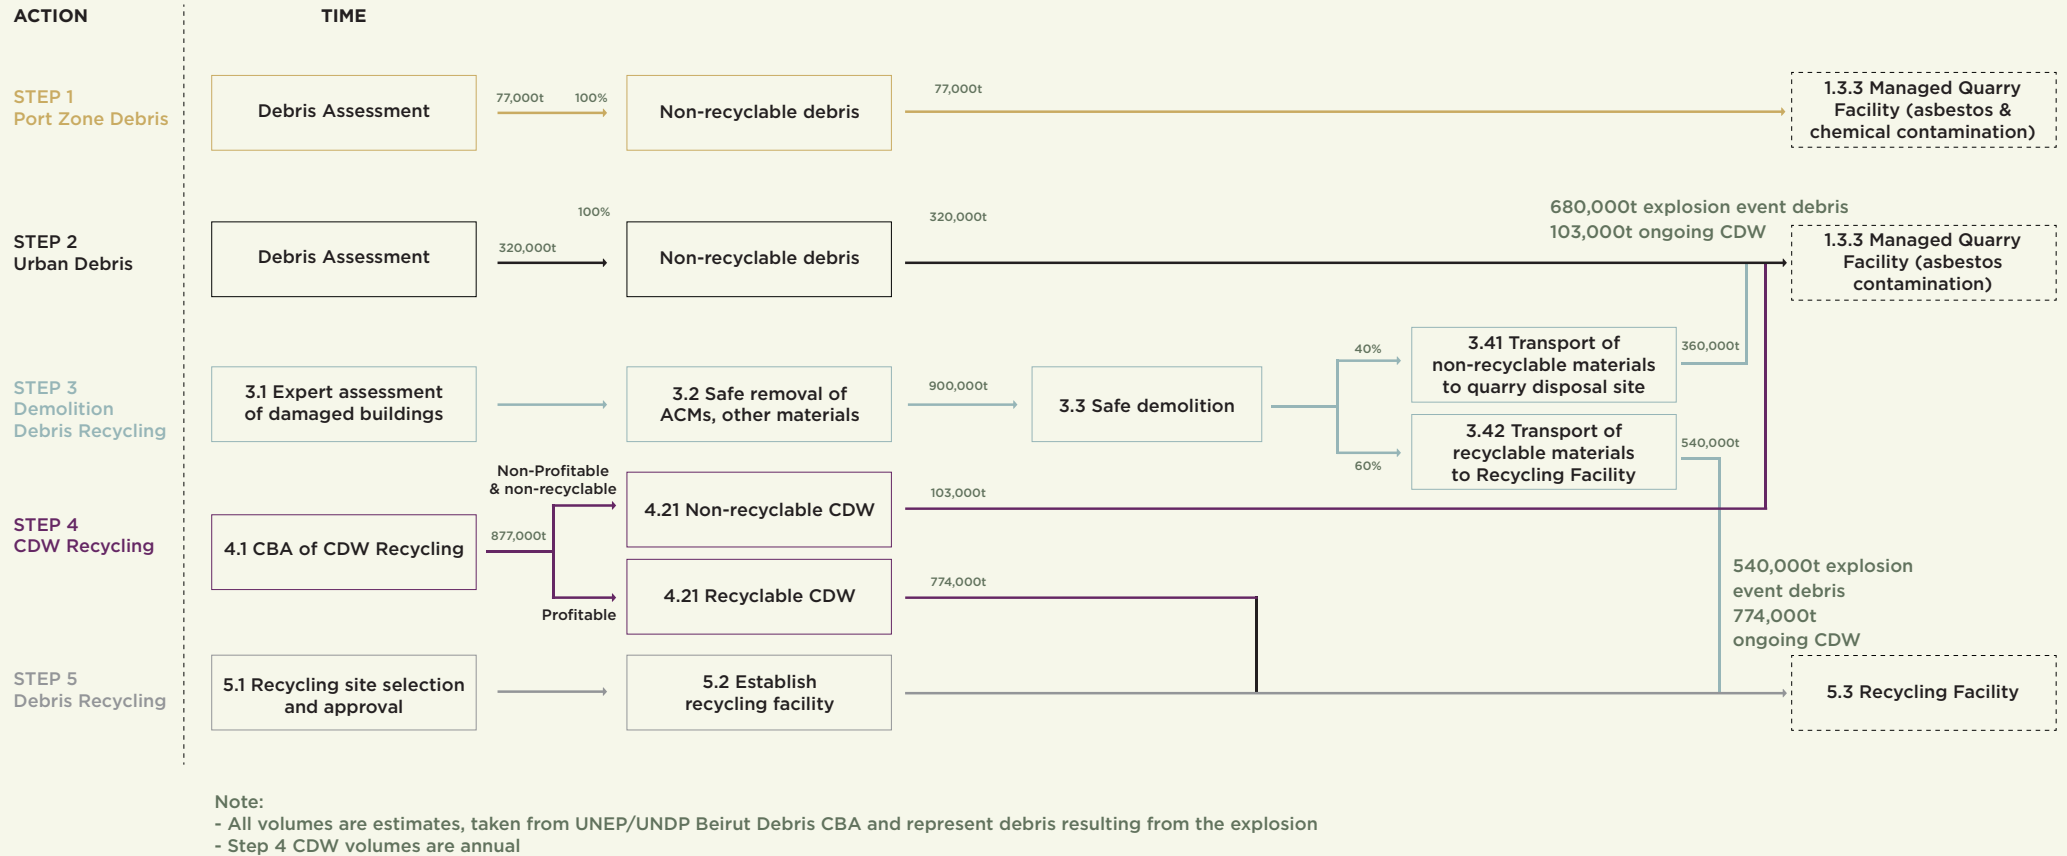 ACTION
TIME
STEP 1
Port Zone Debris
Debris Assessment
77,000t
100%
Non-recyclable debris
77,000t
1.3.3 Managed Quarry
Facility (asbestos &
chemical contamination)
STEP 2
Urban Debris
Debris Assessment
320,000t
100%
Non-recyclable debris
320,000t
680,000t explosion event debris
103,000t ongoing CDW
1.3.3 Managed Quarry
Facility (asbestos
contamination)
STEP 3
Demolition
Debris Recycling
3.1 Expert assessment
of damaged buildings
3.2 Safe removal of
ACMs, other materials
900,000t
3.3 Safe demolition
40%
60%
3.41 Transport of
non-recyclable materials
to quarry disposal site
360,000t
3.42 Transport of
recyclable materials
to Recycling Facility
540,000t
STEP 4
CDW Recycling
4.1 CBA of CDW Recycling
877,000t
Non-Profitable
& non-recyclable
Profitable
4.21 Non-recyclable CDW
103,000t
4.21 Recyclable CDW
774,000t
540,000t explosion
event debris
774,000t
ongoing CDW
STEP 5
Debris Recycling
5.1 Recycling site selection
and approval
5.2 Establish
recycling facility
5.3 Recycling Facility
Note:
- All volumes are estimates, taken from UNEP/UNDP Beirut Debris CBA and represent debris resulting from the explosion
- Step 4 CDW volumes are annual